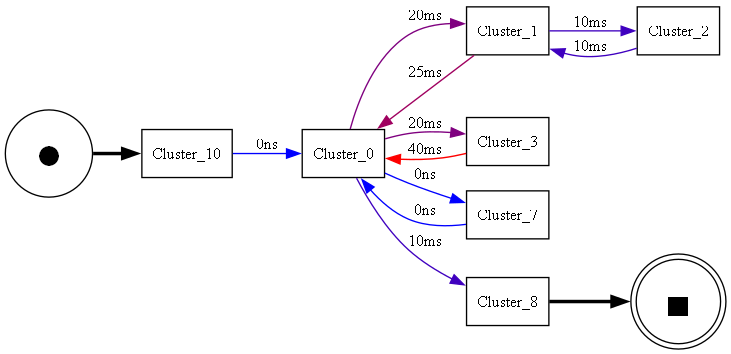 20ms
Cluster_1
10ms
Cluster_2
10ms
25ms
Cluster_10
0ns
Cluster_0
20ms
Cluster_3
40ms
0ns
Cluster_7
0ns
10ms
Cluster_8